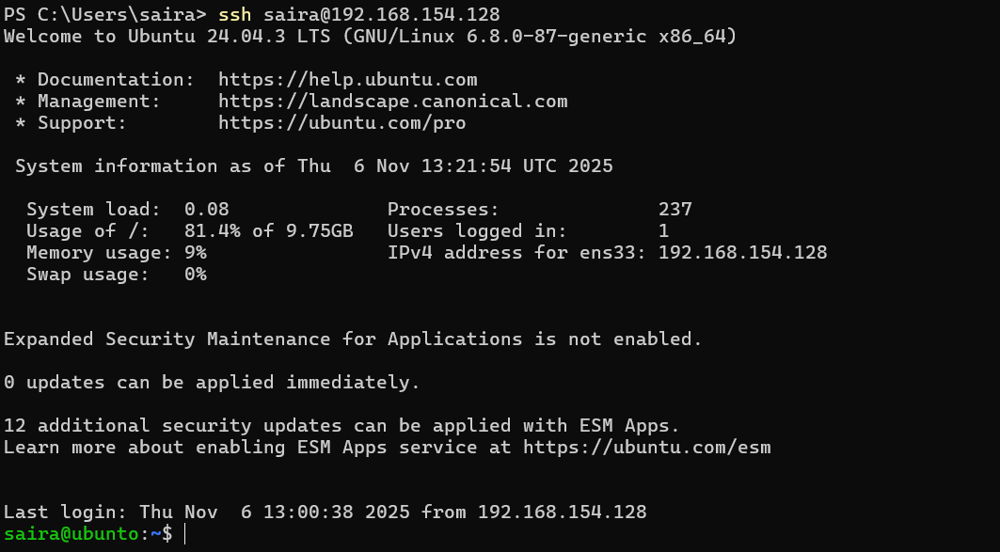 PS C:\Users\saira> ssh saira@192.168.154.128
Welcome to Ubuntu 24.04.3 LTS (GNU/Linux 6.8.0-87-generic x86_64)
* Documentation:  https://help.ubuntu.com
* Management:     https://landscape.canonical.com
* Support:        https://ubuntu.com/pro
System information as of Thu  6 Nov 13:21:54 UTC 2025
System load:  0.08              Processes:              237
Usage of /:   81.4% of 9.75GB   Users logged in:        1
Memory usage: 9%                IPv4 address for ens33: 192.168.154.128
Swap usage:   0%
Expanded Security Maintenance for Applications is not enabled.
0 updates can be applied immediately.
12 additional security updates can be applied with ESM Apps.
Learn more about enabling ESM Apps service at https://ubuntu.com/esm
Last login: Thu Nov  6 13:00:38 2025 from 192.168.154.128
saira@ubunto:~$